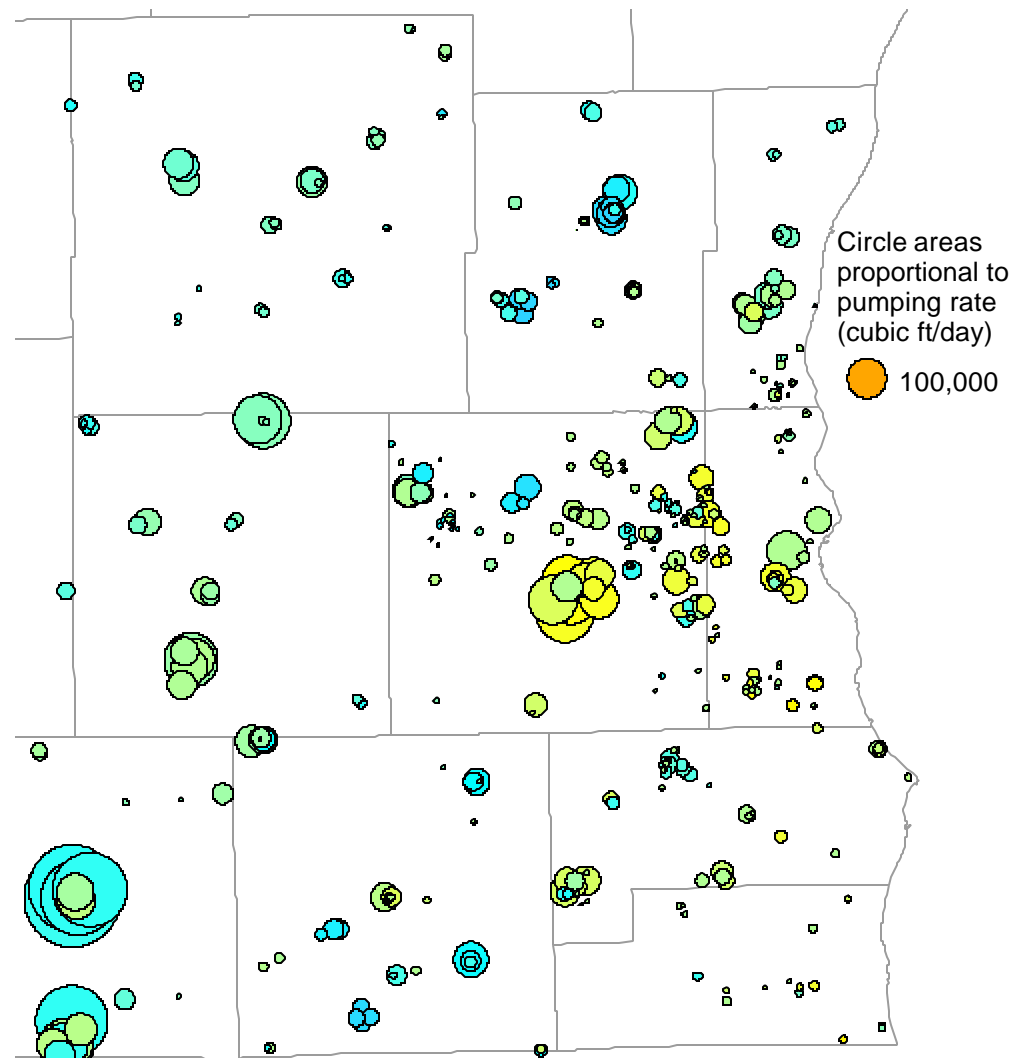 Circle areas
proportional to
pumping rate
(cubic ft/day)
100,000